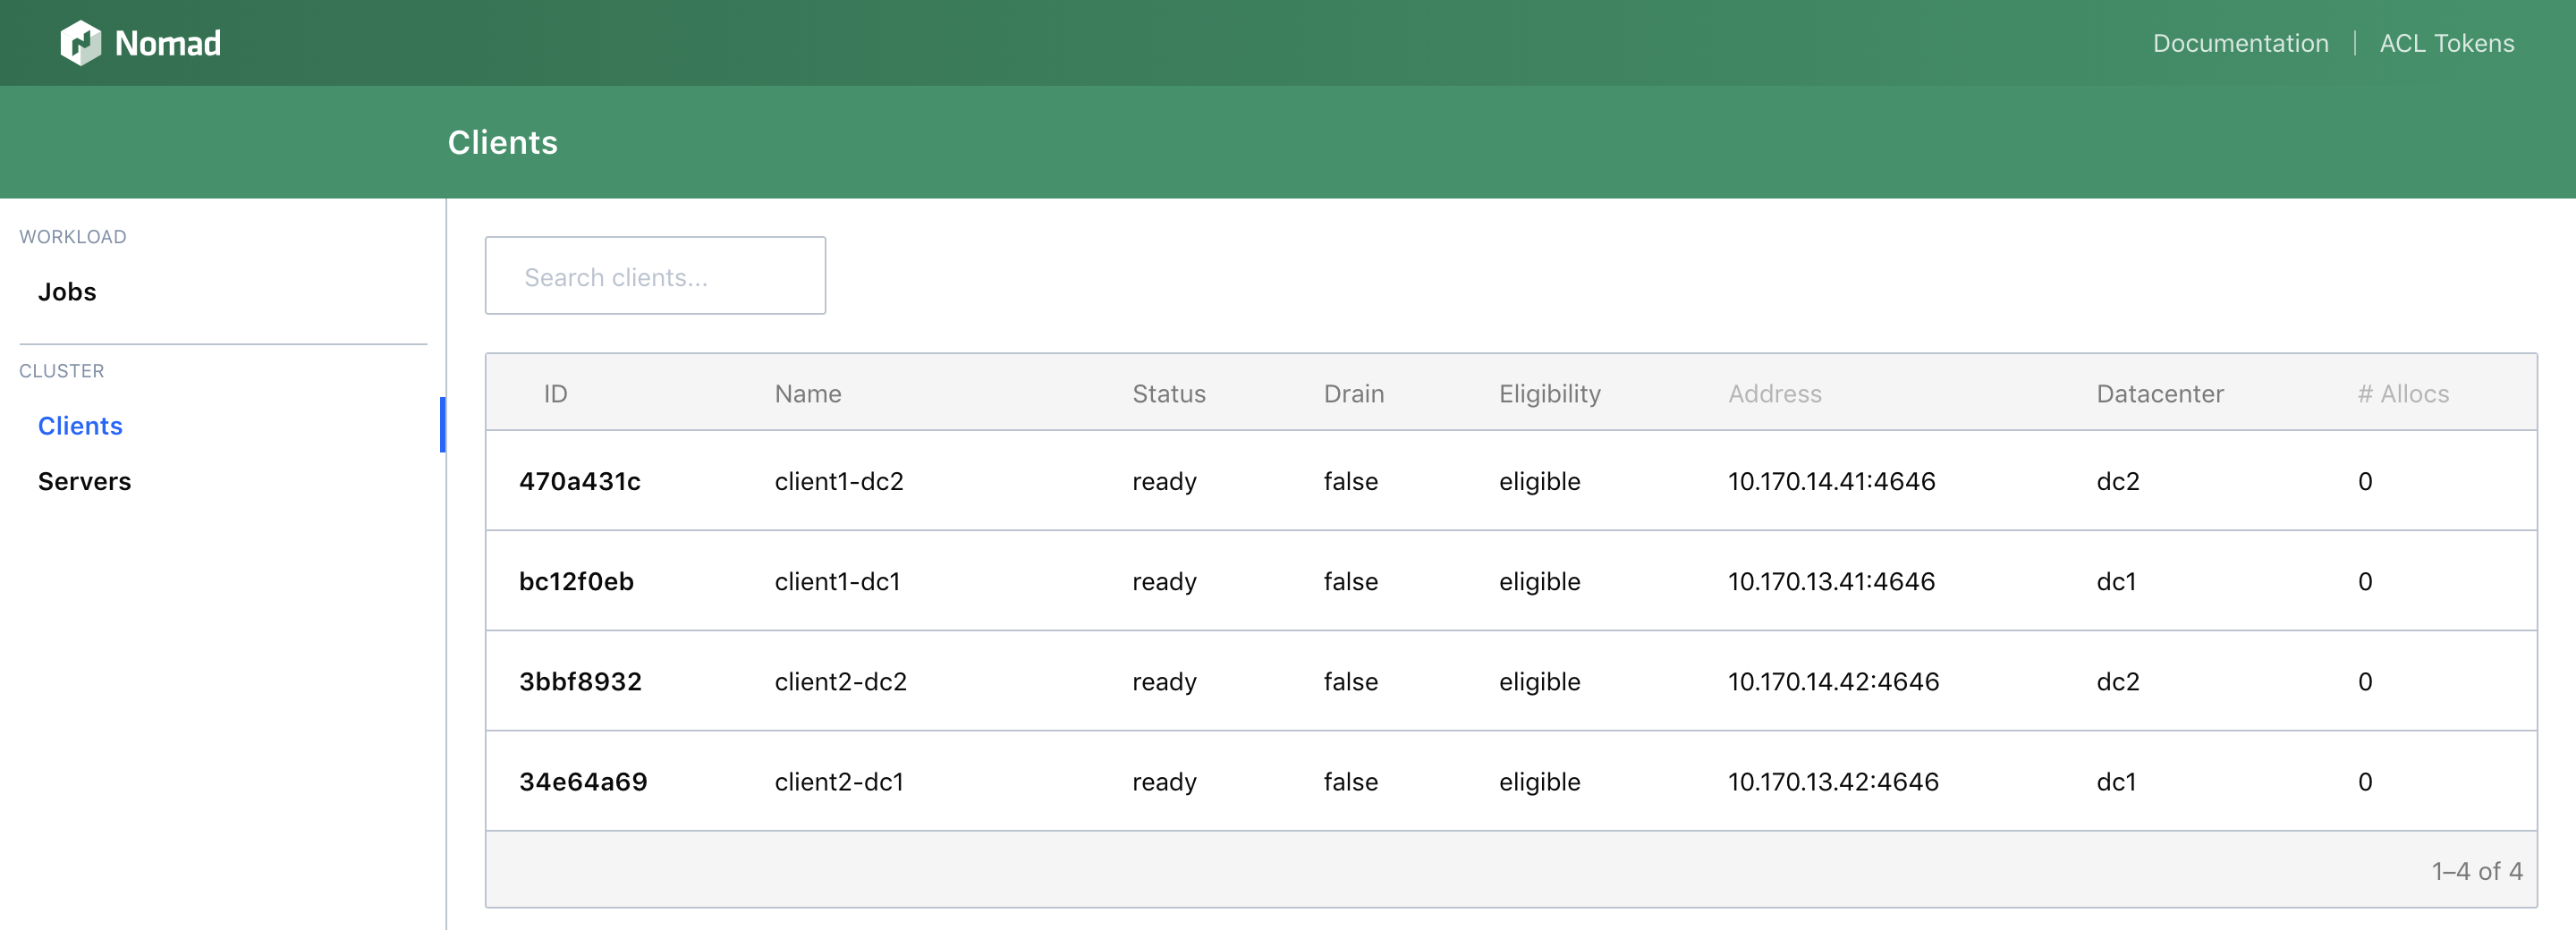 Nomad
Documentation | ACL Tokens
Clients
WORKLOAD
Jobs
CLUSTER
Clients
Servers
Search clients...
ID Name Status Drain Eligibility Address Datacenter # Allocs
470a431c client1-dc2 ready false eligible 10.170.14.41:4646 dc2 0
bc12f0eb client1-dc1 ready false eligible 10.170.13.41:4646 dc1 0
3bbf8932 client2-dc2 ready false eligible 10.170.14.42:4646 dc2 0
34e64a69 client2-dc1 ready false eligible 10.170.13.42:4646 dc1 0
1–4 of 4